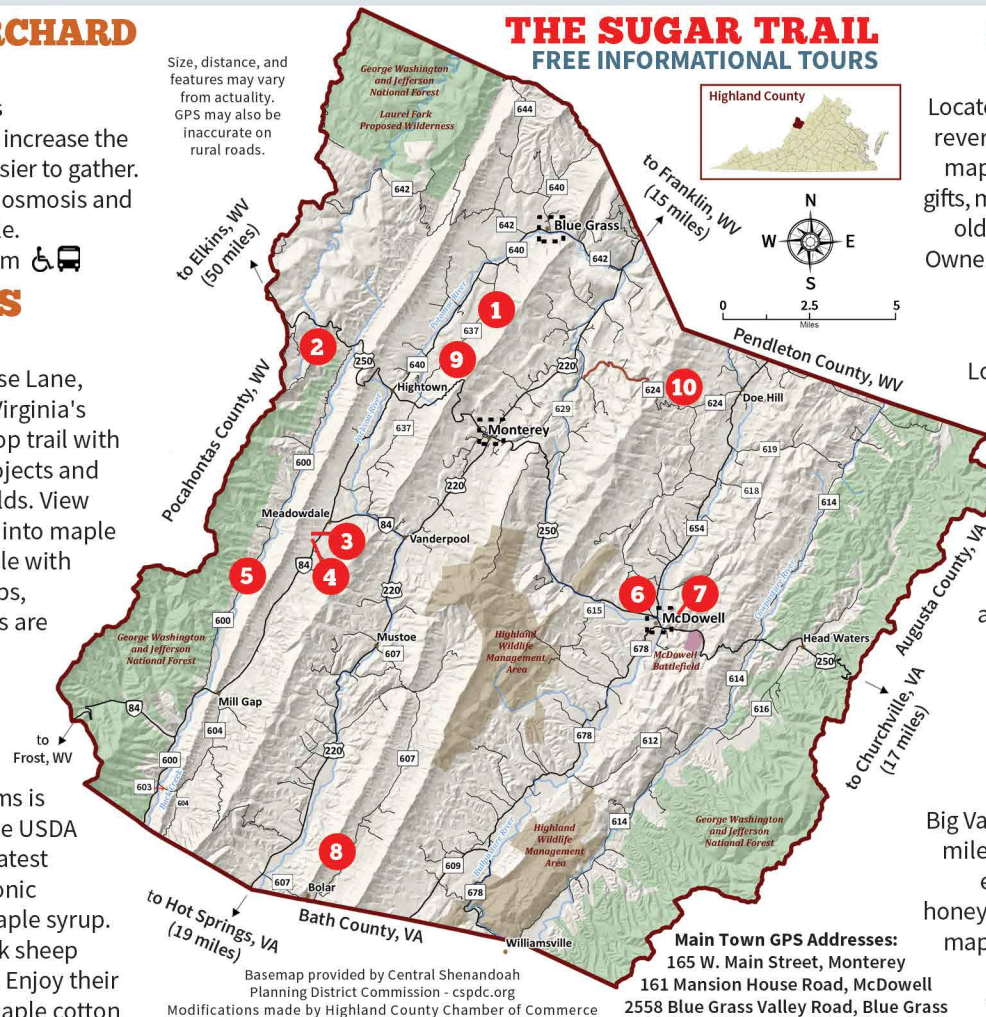 RCHARD
s
increase the
sier to gather.
osmosis and
le.
m
S
se Lane,
Virginia's
op trail with
bjects and
lds. View
into maple
le with
ps,
s are
ms is
e USDA
atest
onic
aple syrup.
k sheep
Enjoy their
aple cotton
THE SUGAR TRAIL
FREE INFORMATIONAL TOURS
Size, distance, and
features may vary
from actuality.
GPS may also be
inaccurate on
rural roads.
Highland County
N
W E
S
0 2.5 5
Miles
George Washington
and Jefferson
National Forest
Laurel Fork
Proposed Wilderness
644
642
640
to Franklin, WV
(15 miles)
to Elkins, WV
(50 miles)
642
Blue Grass
640
642
1
637
2
250
640
9
220
Hightown
Pendleton County, WV
624
10
624
Doe Hill
Pocahontas County, WV
Jackson River
637
629
Monterey
619
600
220
618
614
Meadowdale
84
3
Vanderpool
250
654
84
4
5
220
6
7
615
McDowell
Cowpasture River
Augusta County, VA
600
George Washington
and Jefferson
National Forest
Mustoe
607
Highland
Wildlife
Management
Area
678
McDowell
Battlefield
Head Waters
250
614
616
to Churchville, VA
(17 miles)
84
Mill Gap
604
to
Frost, WV
600
603
604
Back Creek
220
607
678
612
614
George Washington
and Jefferson
National Forest
Highland
Wildlife
Management
Area
Bullpasture River
8
609
678
607
Bolar
to Hot Springs, VA
(19 miles)
Bath County, VA
Williamsville
Basemap provided by Central Shenandoah
Planning District Commission - cspdc.org
Modifications made by Highland County Chamber of Commerce
Main Town GPS Addresses:
165 W. Main Street, Monterey
161 Mansion House Road, McDowell
2558 Blue Grass Valley Road, Blue Grass
Locate
rever
map
gifts, m
old
Owne
Lo
a
Big Va
mile
e
honey
map